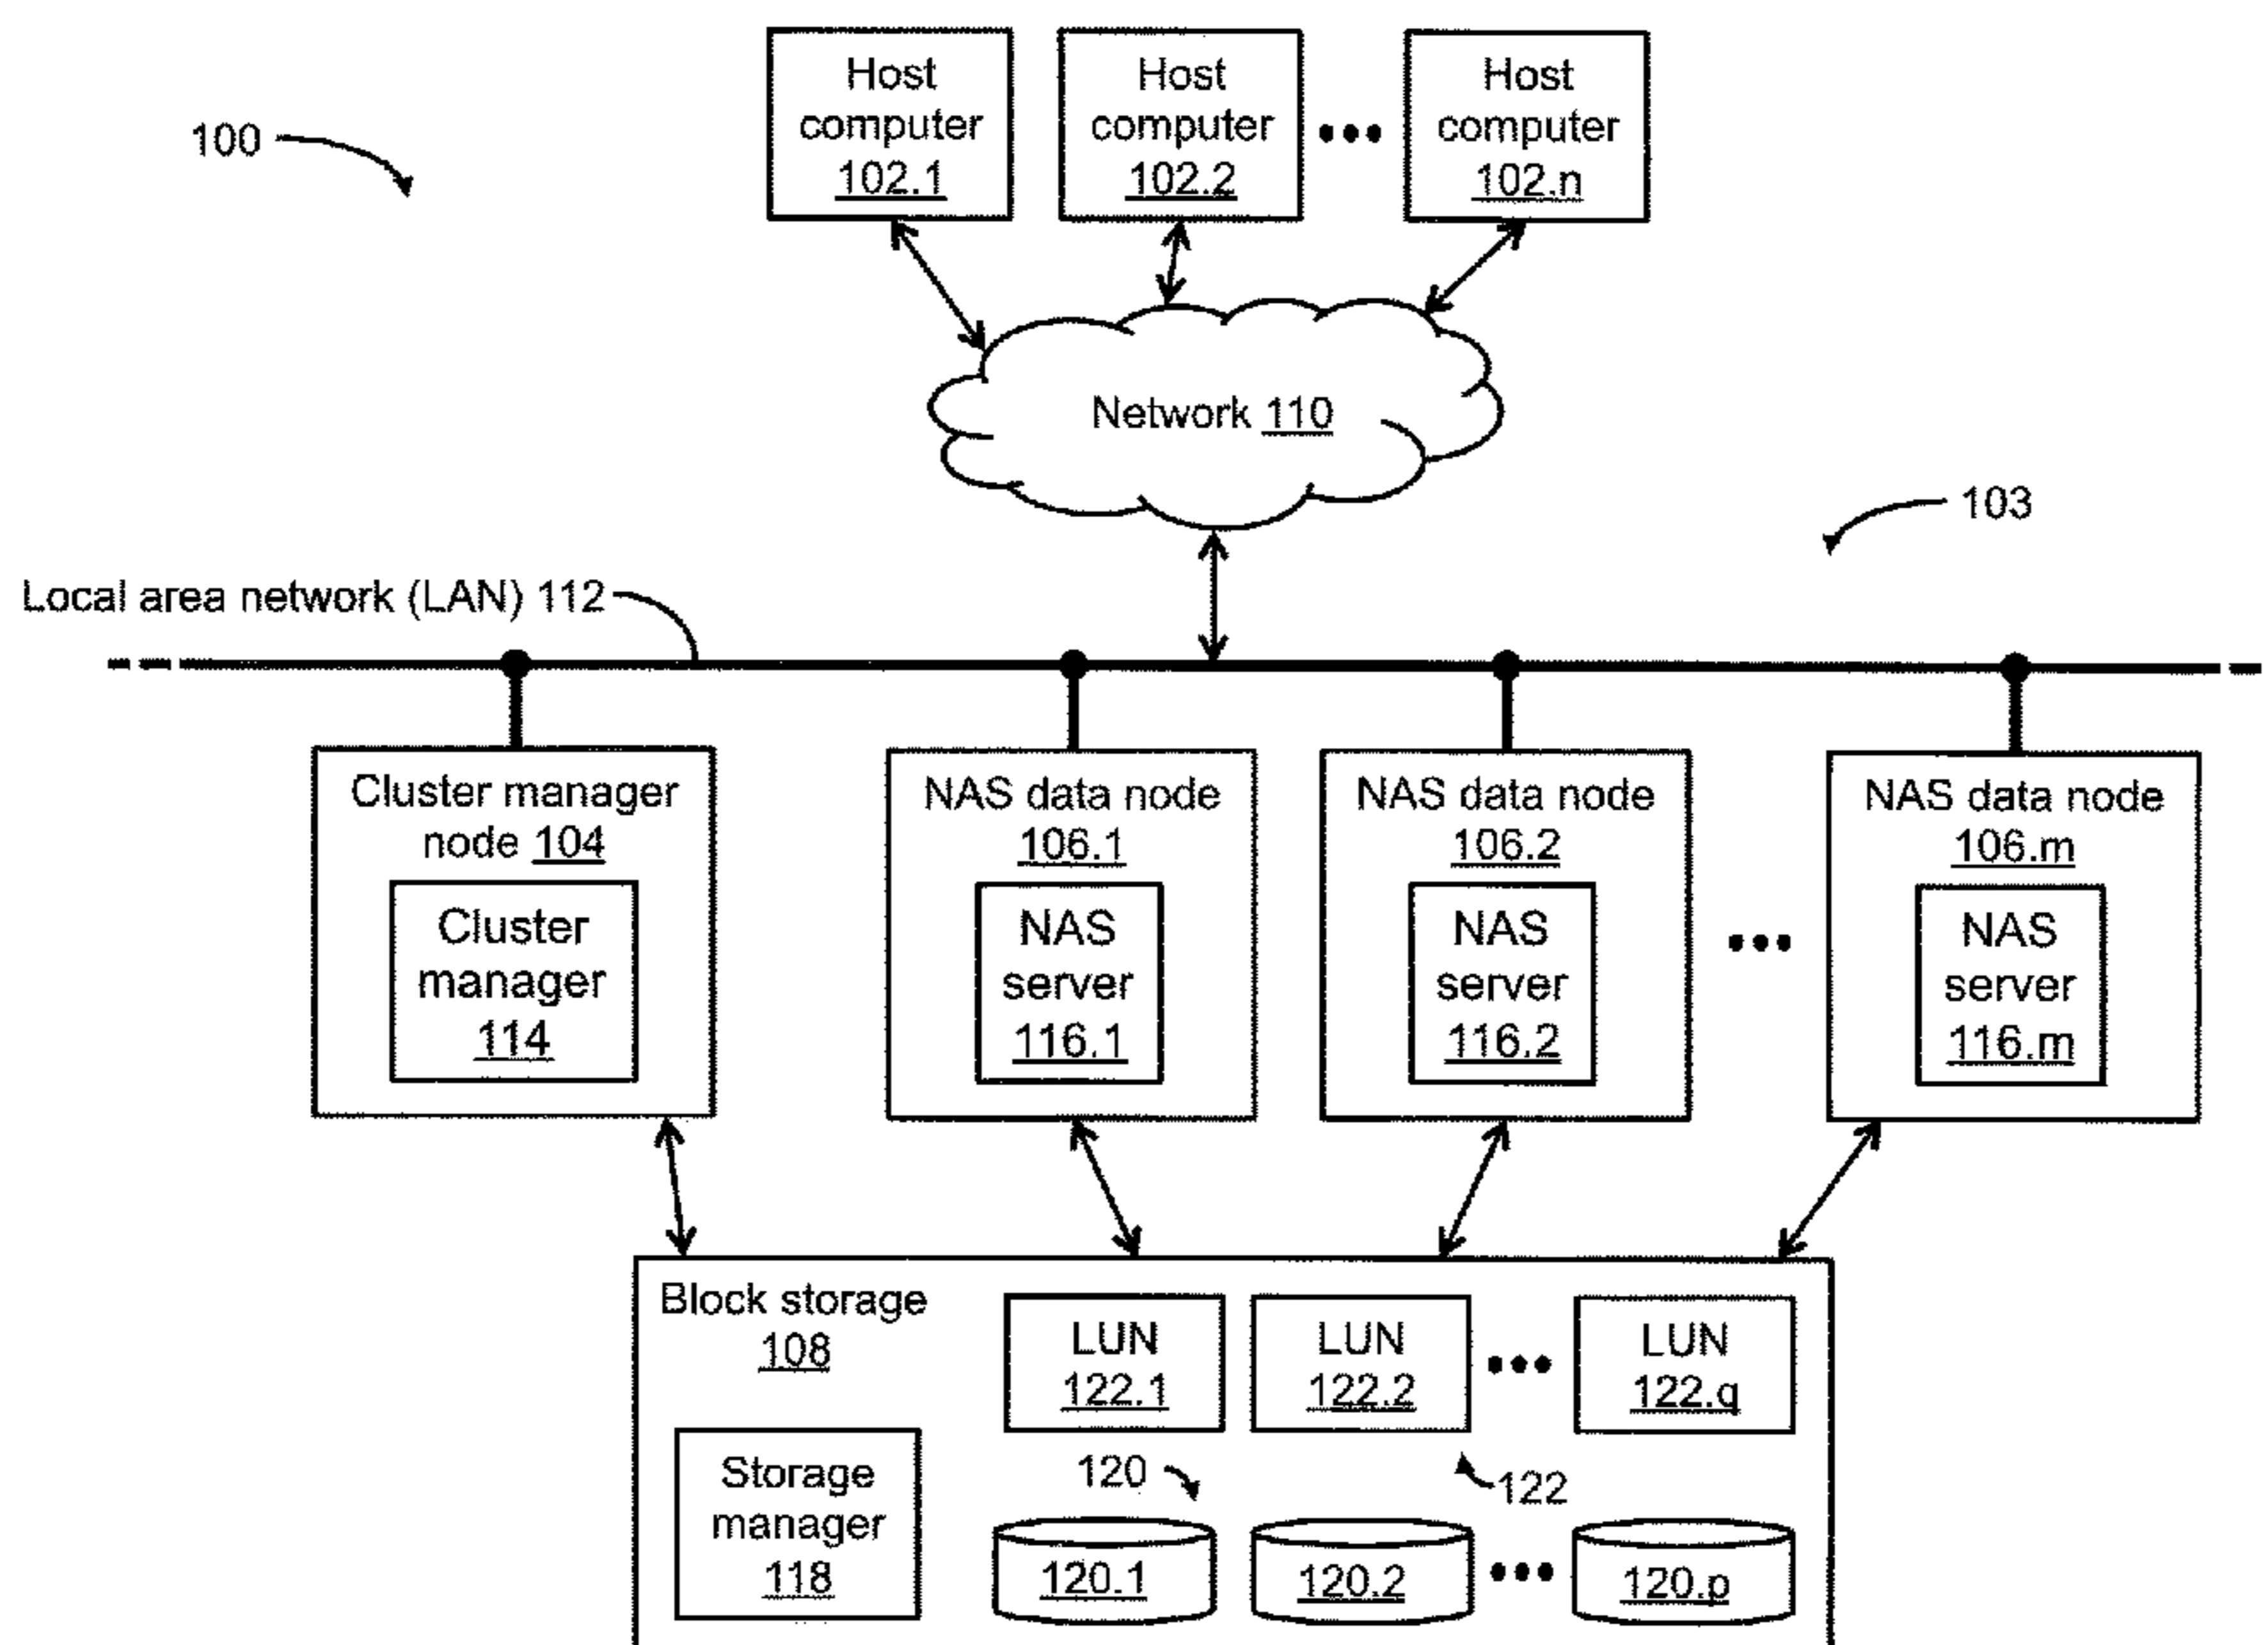 100
Host
computer
102.1
Host
computer
102.2
Host
computer
102.n
Network 110
103
Local area network (LAN) 112
Cluster manager
node 104
Cluster
manager
114
NAS data node
106.1
NAS
server
116.1
NAS data node
106.2
NAS
server
116.2
NAS data node
106.m
NAS
server
116.m
Block storage
108
LUN
122.1
LUN
122.2
LUN
122.q
Storage
manager
118
120
122
120.1
120.2
120.p